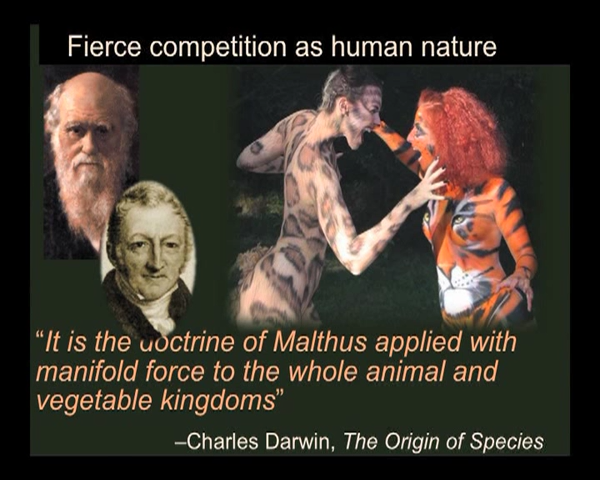 Fierce competition as human nature
“It is the doctrine of Malthus applied with
manifold force to the whole animal and
vegetable kingdoms”
–Charles Darwin, The Origin of Species